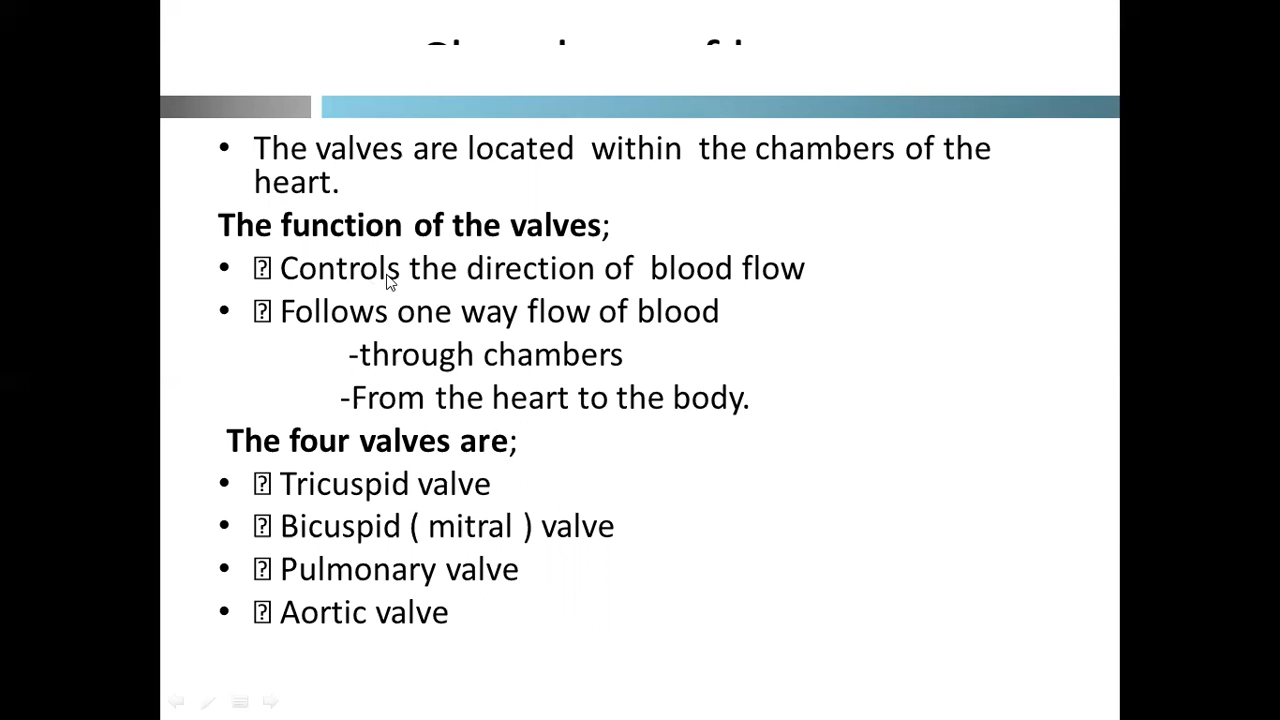 • The valves are located within the chambers of the
heart.
The function of the valves;
• Controls the direction of blood flow
• Follows one way flow of blood
-through chambers
-From the heart to the body.
The four valves are;
• Tricuspid valve
• Bicuspid ( mitral ) valve
• Pulmonary valve
• Aortic valve